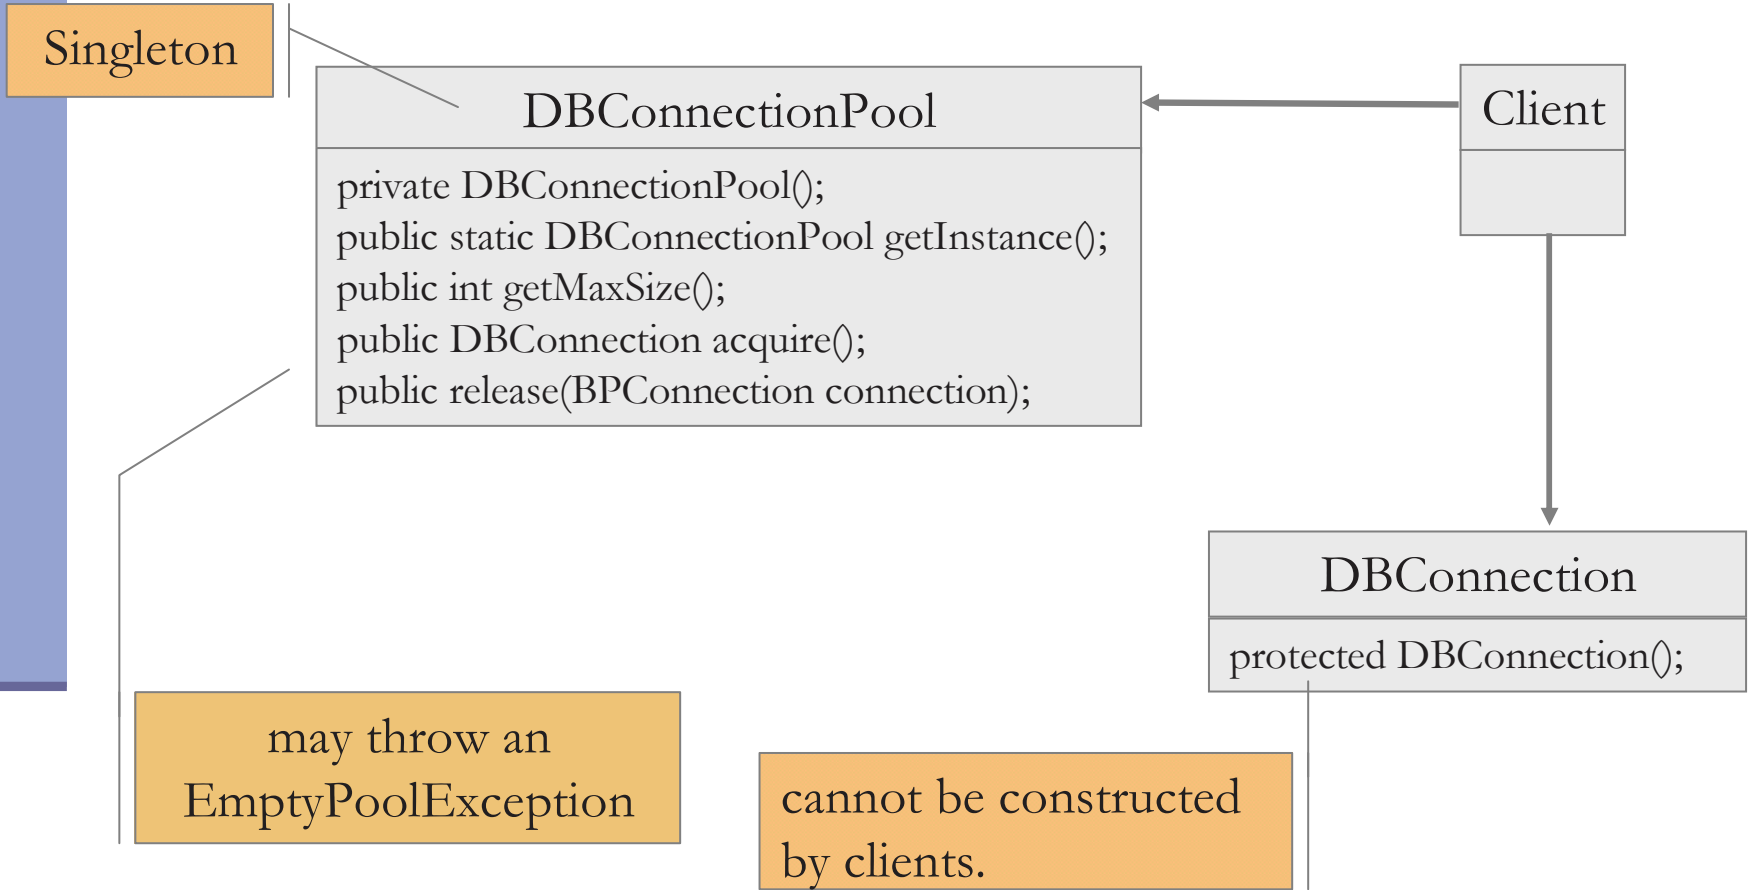 Singleton
DBConnectionPool
private DBConnectionPool();
public static DBConnectionPool getInstance();
public int getMaxSize();
public DBConnection acquire();
public release(BPConnection connection);
Client
DBConnection
protected DBConnection();
may throw an
EmptyPoolException
cannot be constructed
by clients.